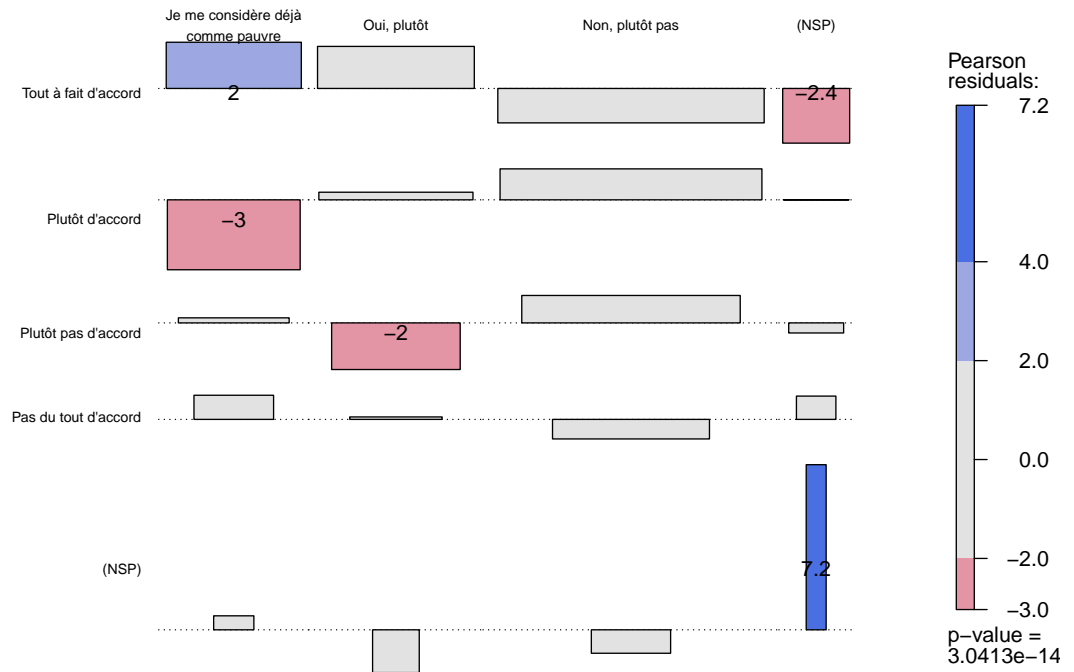 Je me considère déjà
comme pauvre
Oui, plutôt
Non, plutôt pas
(NSP)
Tout à fait d'accord
2
−2.4
Plutôt d'accord
−3
Plutôt pas d'accord
−2
Pas du tout d'accord
(NSP)
7.2
Pearson
residuals:
7.2
4.0
2.0
0.0
−2.0
−3.0
p−value =
3.0413e−14